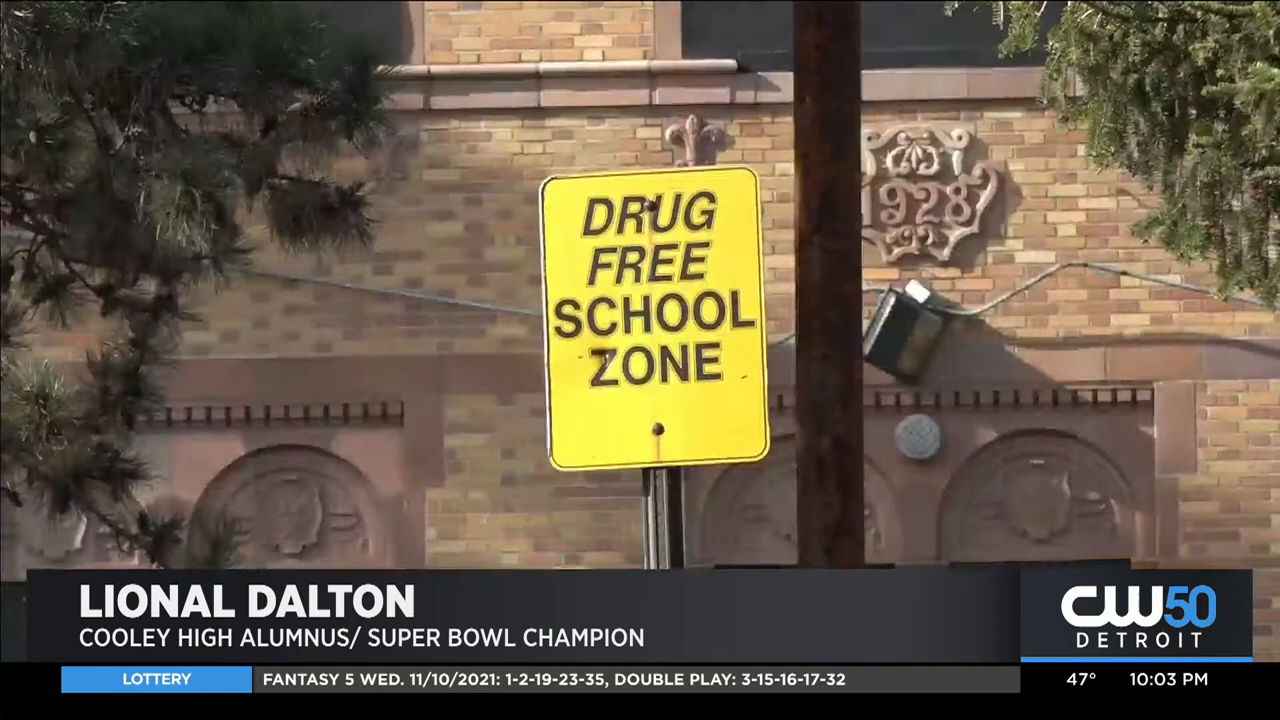 DRUG
FREE
SCHOOL
ZONE
1928
LIONAL DALTON
COOLEY HIGH ALUMNUS/ SUPER BOWL CHAMPION
CW50
DETROIT
LOTTERY
FANTASY 5 WED. 11/10/2021: 1-2-19-23-35, DOUBLE PLAY: 3-15-16-17-32
47° 10:03 PM